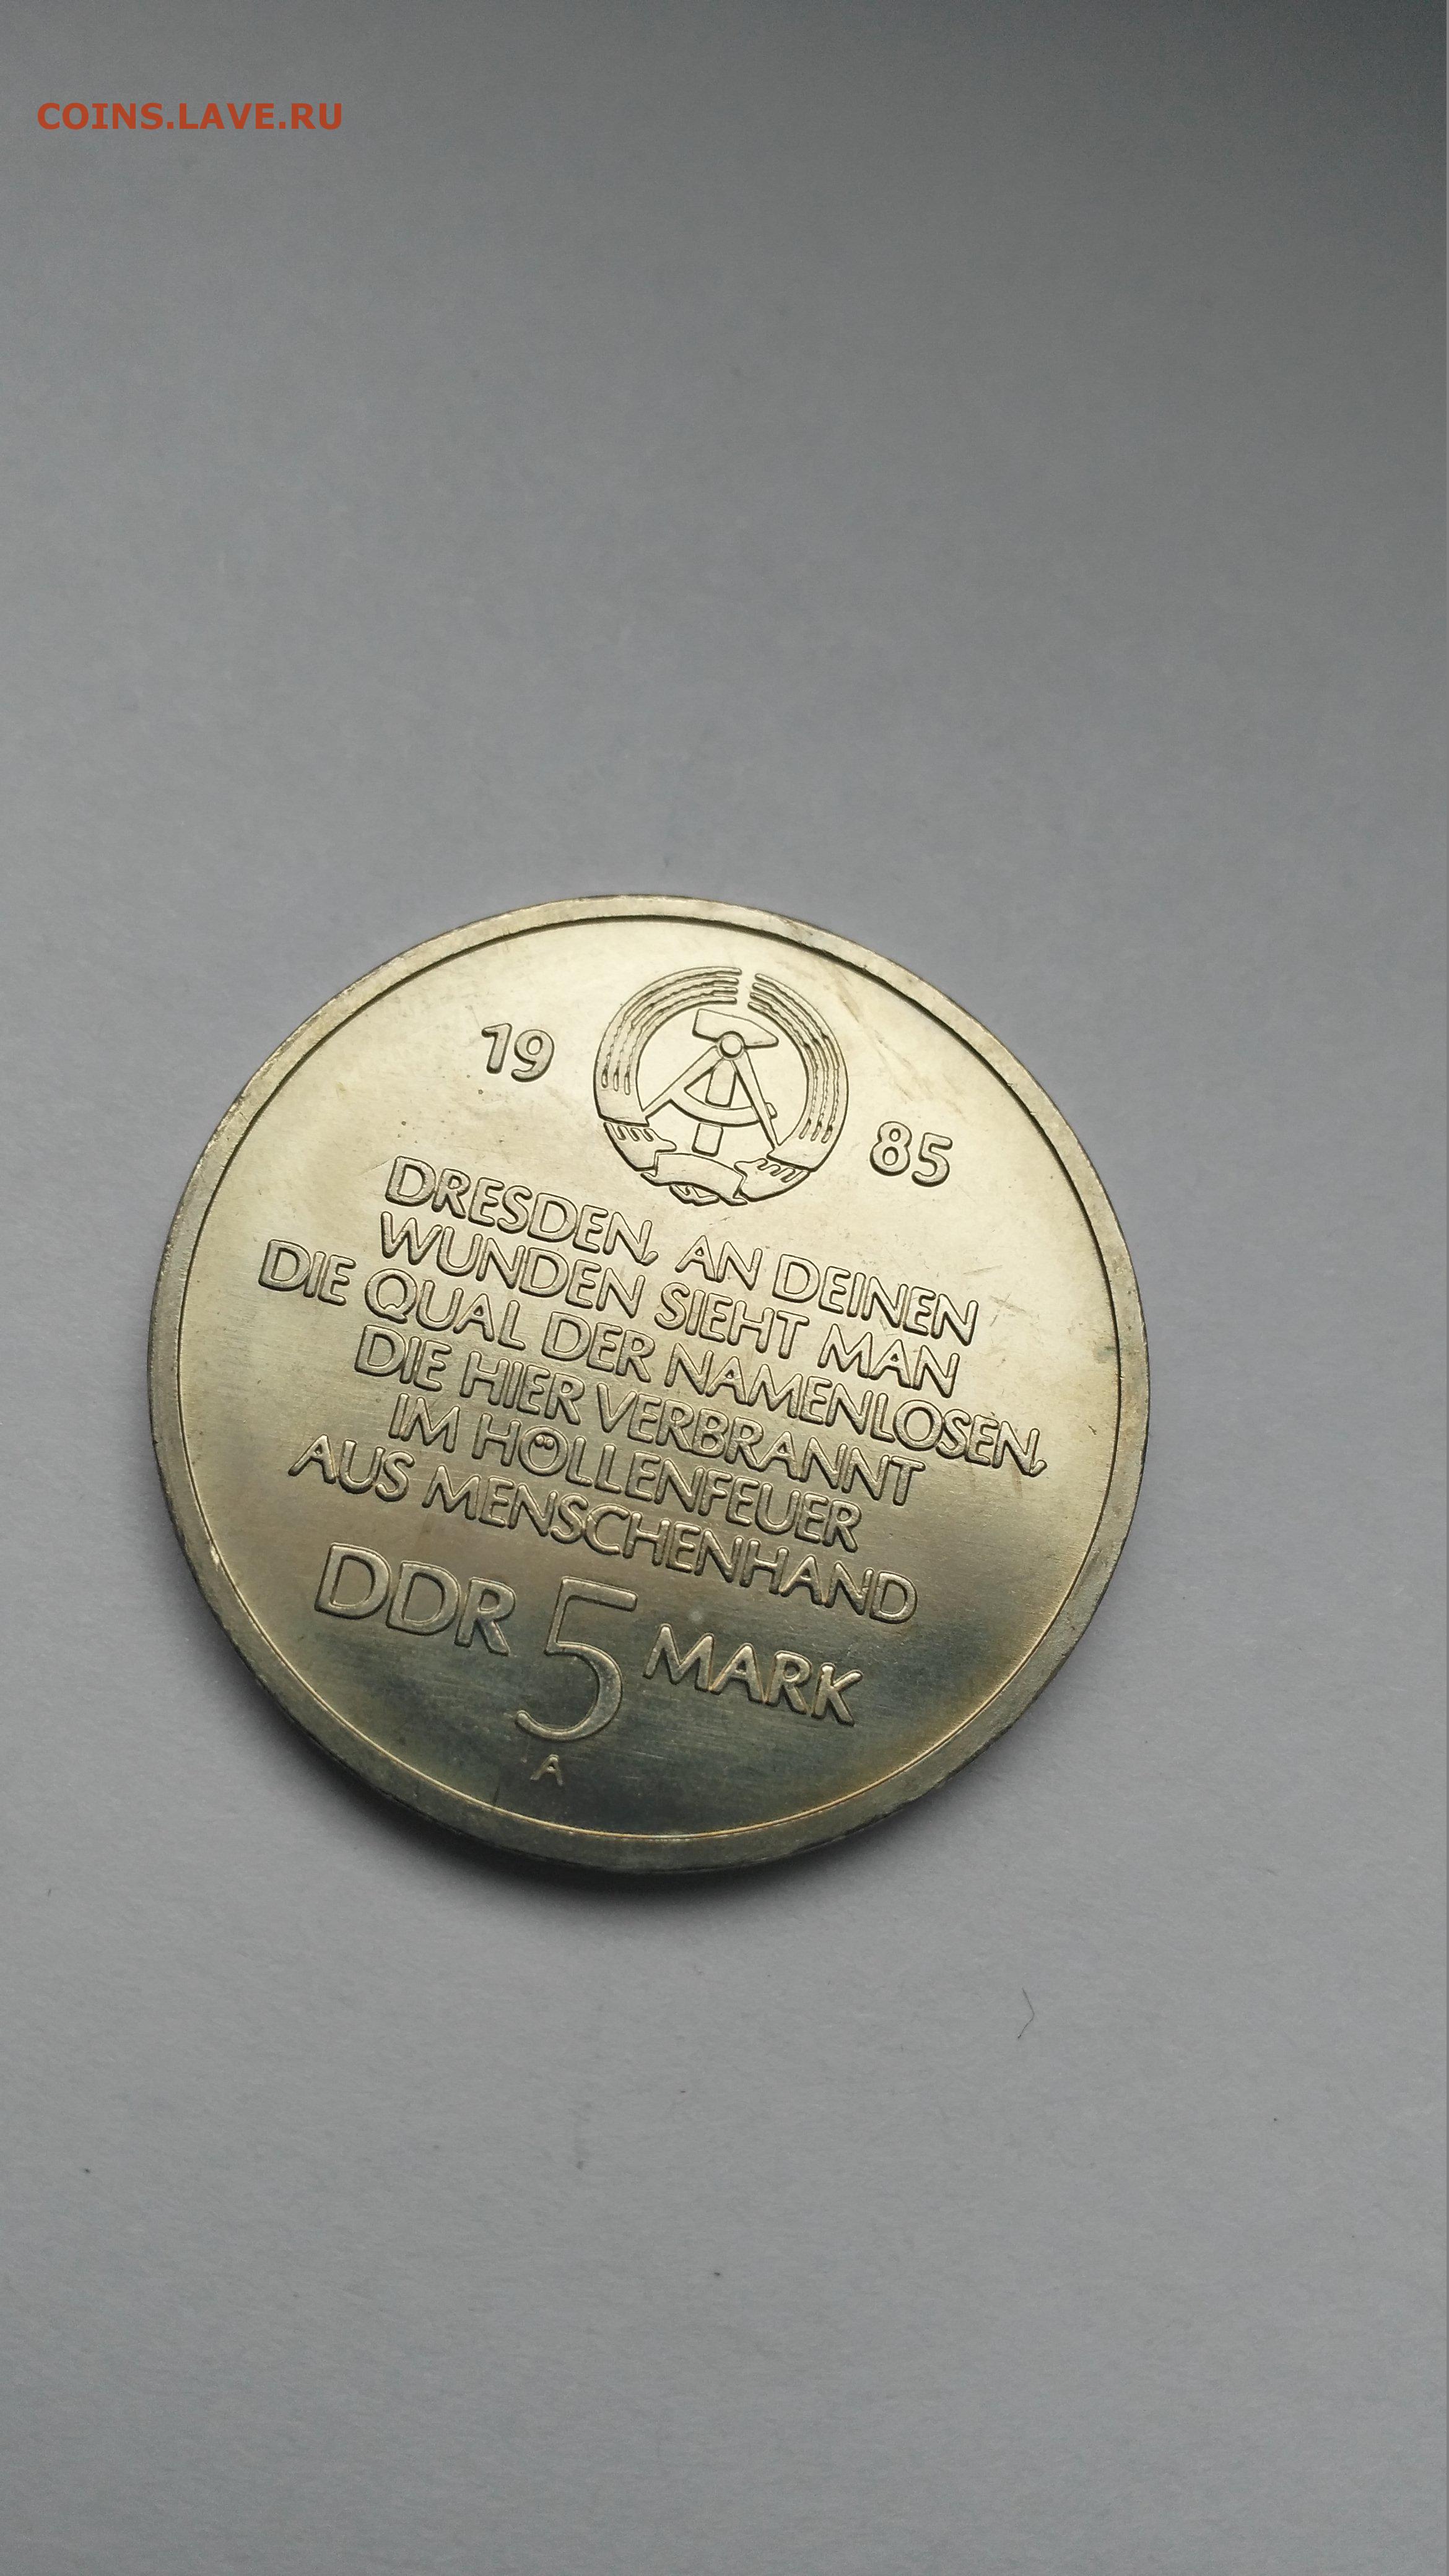 COINS.LAVE.RU
19 85
DRESDEN, AN DEINEN
WUNDEN SIEHT MAN
DIE QUAL DER NAMENLOSEN,
DIE HIER VERBRANNT
IM HÖLLENFEUER
AUS MENSCHENHAND
DDR 5 MARK
A